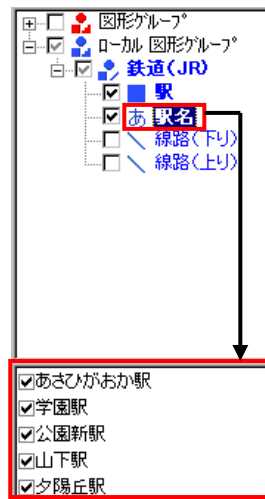 図形ｸﾞﾙｰﾌﾟ
ﾛｰｶﾙ 図形ｸﾞﾙｰﾌﾟ
鉄道(JR)
駅
あ 駅名
線路(下り)
線路(上り)
あさひがおか駅
学園駅
公園新駅
山下駅
夕陽丘駅